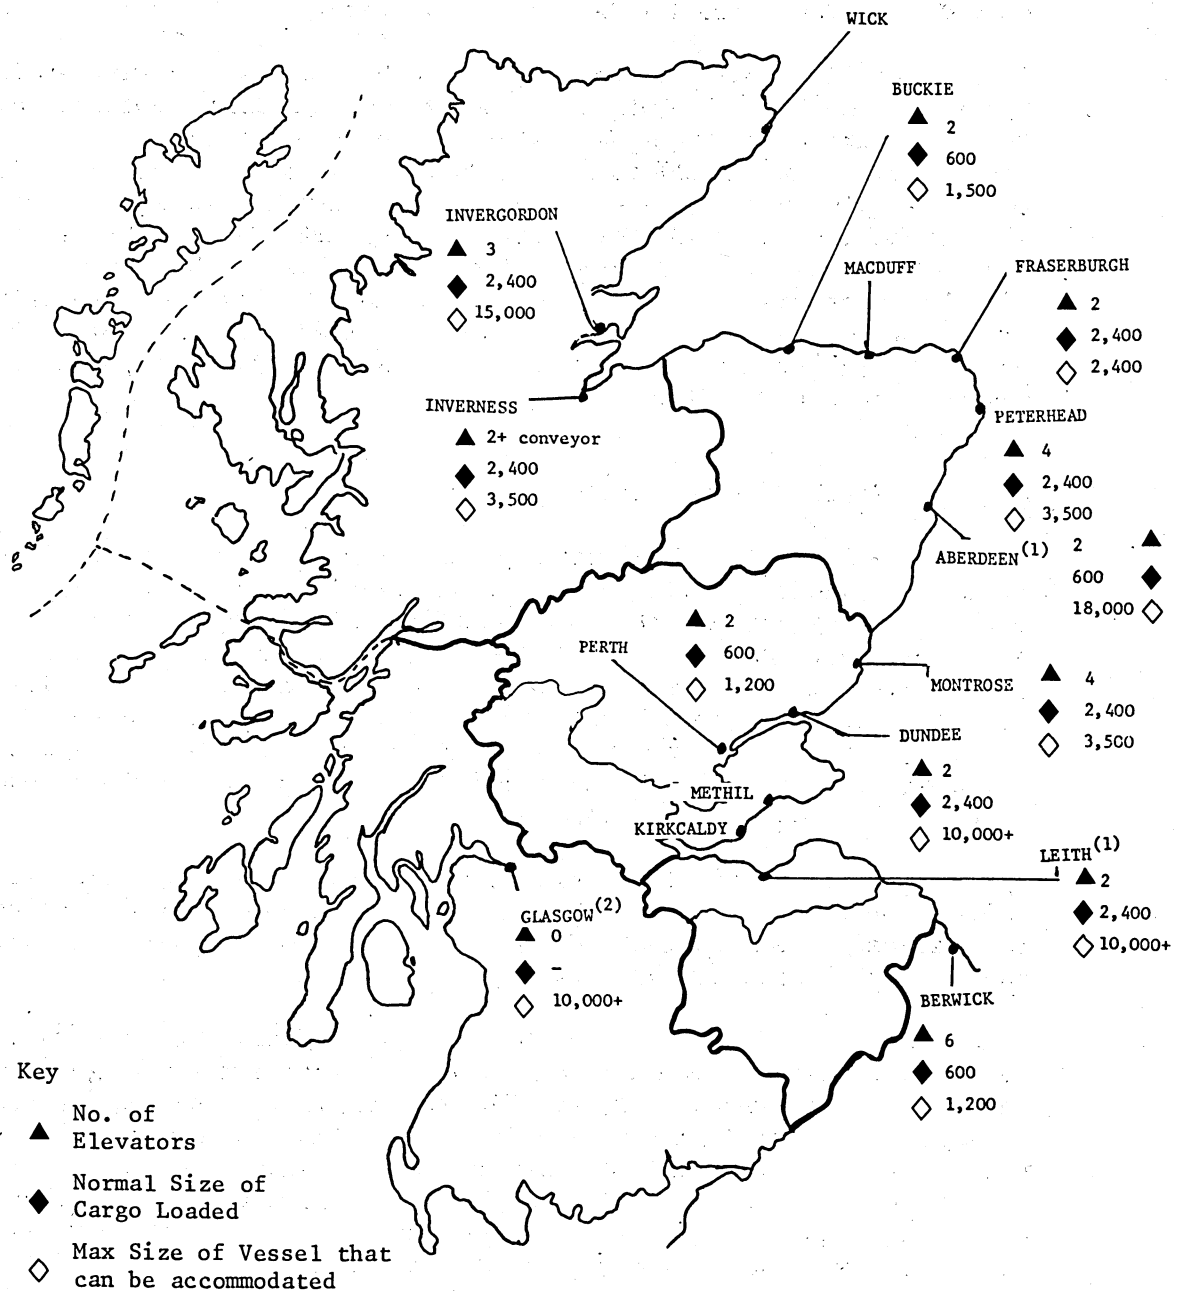 WICK
BUCKIE
2
600
1,500
INVERGORDON
3
2,400
15,000
MACDUFF
FRASERBURGH
2
2,400
2,400
INVERNESS
2+ conveyor
2,400
3,500
PETERHEAD
4
2,400
3,500
ABERDEEN(1)
2
600
18,000
PERTH
2
600
1,200
MONTROSE
4
2,400
3,500
DUNDEE
2
2,400
10,000+
METHIL
KIRKCALDY
LEITH(1)
2
2,400
10,000+
GLASGOW(2)
0
–
10,000+
BERWICK
6
600
1,200
Key
No. of
Elevators
Normal Size of
Cargo Loaded
Max Size of Vessel that
can be accommodated